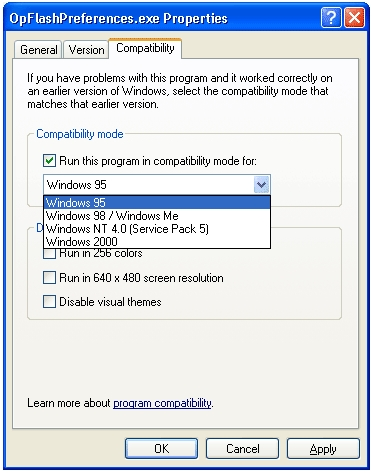 OpFlashPreferences.exe Properties
General Version Compatibility
If you have problems with this program and it worked correctly on
an earlier version of Windows, select the compatibility mode that
matches that earlier version.
Compatibility mode
Run this program in compatibility mode for:
Windows 95
Windows 95
Windows 98 / Windows Me
Windows NT 4.0 (Service Pack 5)
Windows 2000
D
Run in 256 colors
Run in 640 x 480 screen resolution
Disable visual themes
Learn more about program compatibility.
OK Cancel Apply